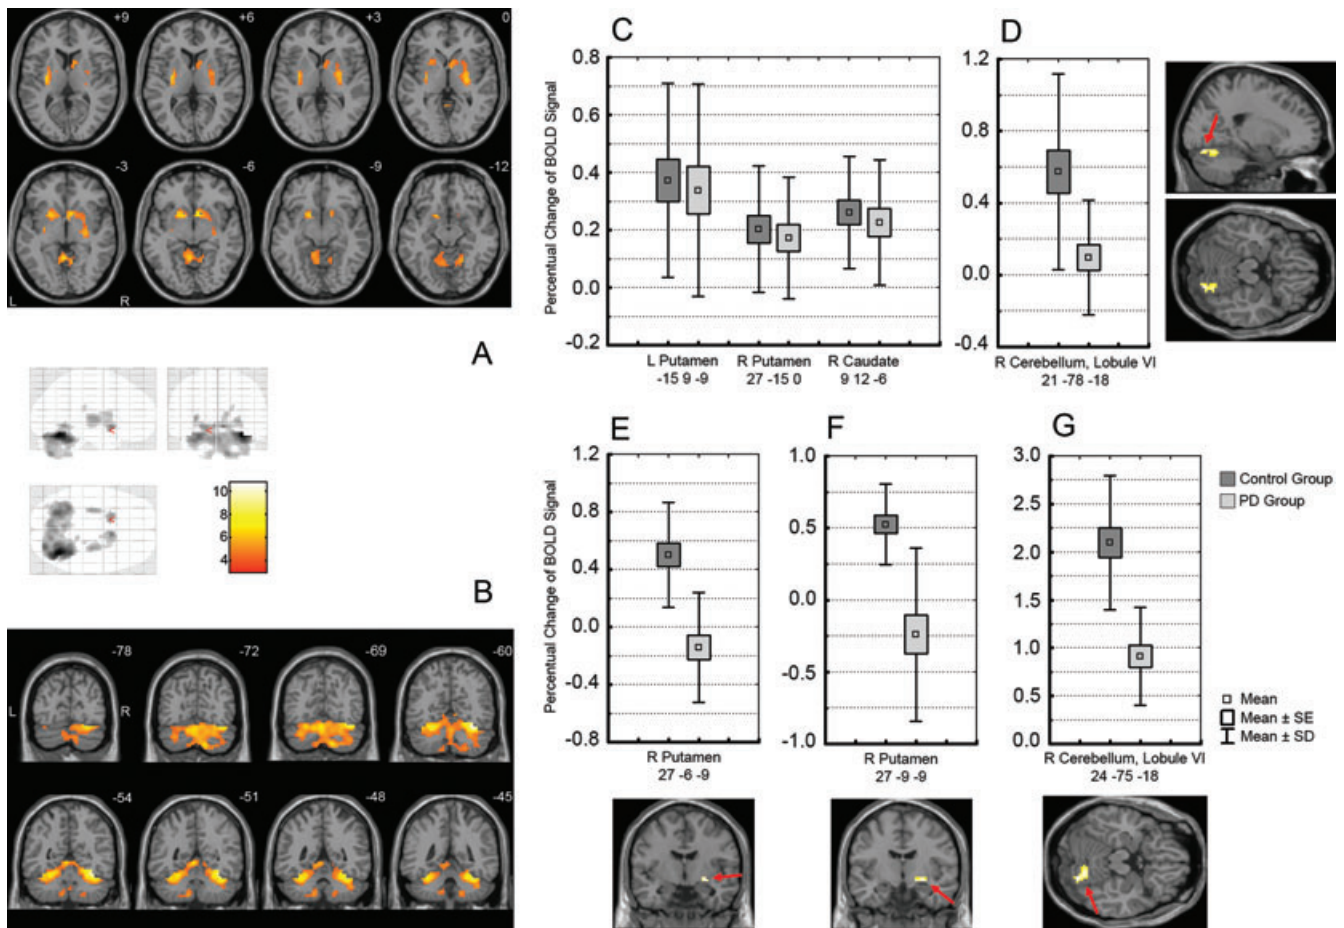 +9 +6 +3 0
-3 -6 -9 -12
L R
A
10
8
6
4
B
-78 -72 -69 -60
L R
-54 -51 -48 -45
C
Percentual Change of BOLD Signal
0.8
0.6
0.4
0.2
0.0
-0.2
L Putamen R Putamen R Caudate
-15 9 -9 27 -15 0 9 12 -6
D
1.2
0.8
0.6
0.4
0.0
-0.4
R Cerebellum, Lobule VI
21 -78 -18
E
Percentual Change of BOLD Signal
1.2
0.8
0.4
0.0
-0.4
-0.8
R Putamen
27 -6 -9
F
1.0
0.5
0.0
-0.5
-1.0
R Putamen
27 -9 -9
G
3.0
2.5
2.0
1.5
1.0
0.5
0.0
R Cerebellum, Lobule VI
24 -75 -18
Control Group
PD Group
Mean
Mean ± SE
Mean ± SD